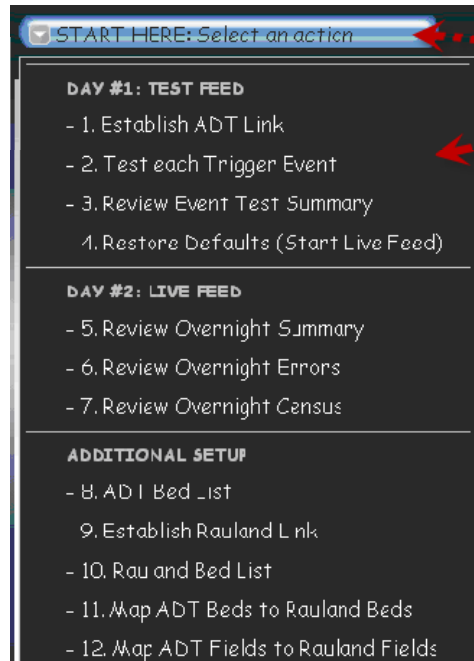 START HERE: Select an action
DAY #1: TEST FEED
- 1. Establish ADT Link
- 2. Test each Trigger Event
- 3. Review Event Test Summary
4. Restore Defaults (Start Live Feed)
DAY #2: LIVE FEED
- 5. Review Overnight Summary
- 6. Review Overnight Errors
- 7. Review Overnight Census
ADDITIONAL SETUP
- 8. ADT Bed List
9. Establish Rauland Link
- 10. Rauland Bed List
- 11. Map ADT Beds to Rauland Beds
- 12. Map ADT Fields to Rauland Fields